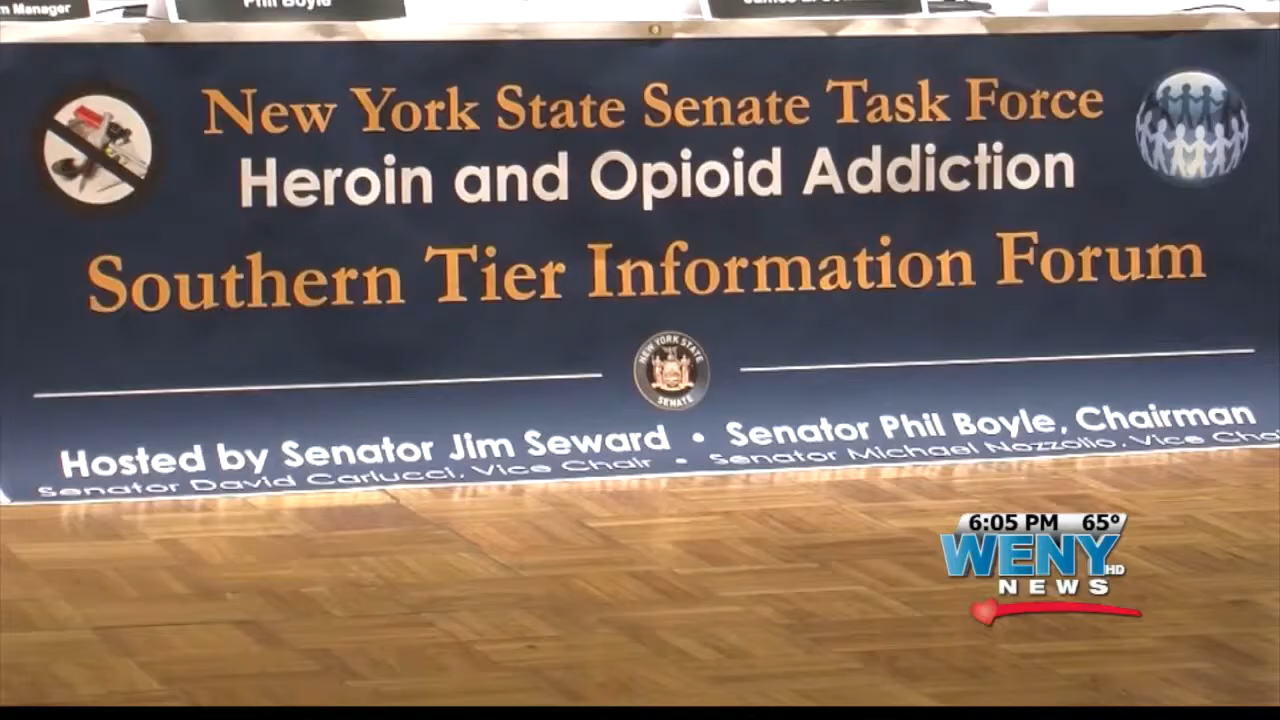 m Manager
Phil Boyle
New York State Senate Task Force
Heroin and Opioid Addiction
Southern Tier Information Forum
NEW YORK STATE
SENATE
Hosted by Senator Jim Seward • Senator Phil Boyle, Chairman
Senator David Carlucci, Vice Chair • Senator Michael Nozzolio, Vice Chai
6:05 PM 65°
WENY HD
NEWS